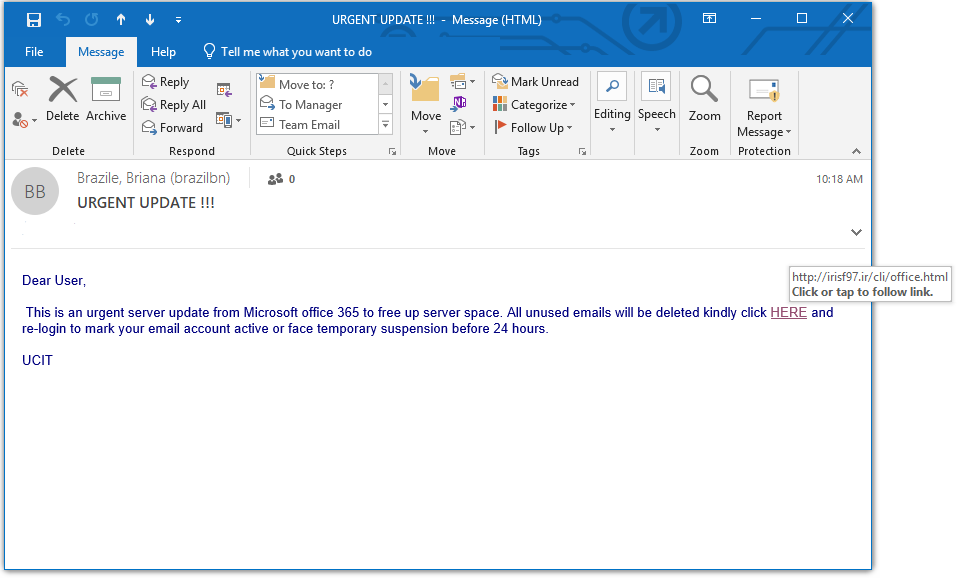 URGENT UPDATE !!! - Message (HTML)
File Message Help Tell me what you want to do
Delete Archive
Reply
Reply All
Forward
Move to: ?
To Manager
Team Email
Move
Mark Unread
Categorize
Follow Up
Editing
Speech
Zoom
Report
Message
Delete Respond Quick Steps Move Tags Zoom Protection
BB
Brazile, Briana (brazilbn) 0 10:18 AM
URGENT UPDATE !!!
http://irisf97.ir/cli/office.html
Click or tap to follow link.
Dear User,
This is an urgent server update from Microsoft office 365 to free up server space. All unused emails will be deleted kindly click HERE and
re-login to mark your email account active or face temporary suspension before 24 hours.
UCIT